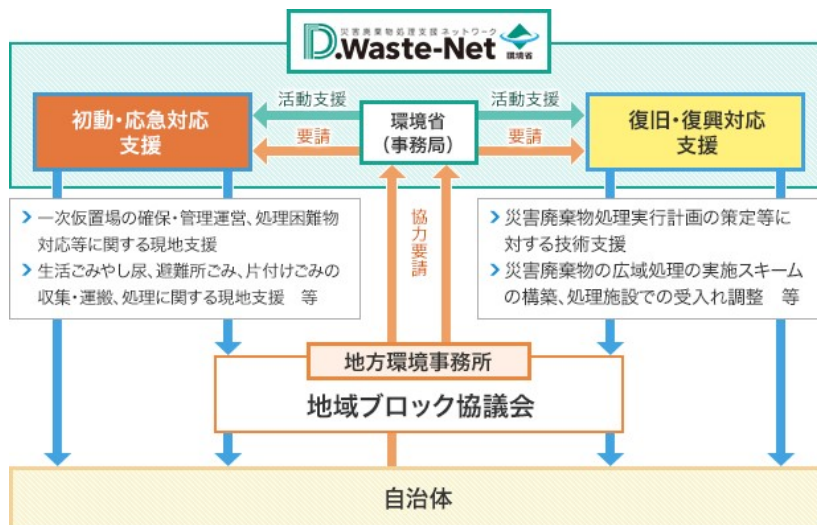 災害廃棄物処理支援ネットワーク
D.Waste-Net
環境省
初動・応急対応
支援
活動支援
要請
環境省
(事務局)
活動支援
要請
復旧・復興対応
支援
一次仮置場の確保・管理運営、処理困難物
対応等に関する現地支援
生活ごみやし尿、避難所ごみ、片付けごみの
収集・運搬、処理に関する現地支援 等
協力要請
災害廃棄物処理実行計画の策定等に
対する技術支援
災害廃棄物の広域処理の実施スキーム
の構築、処理施設での受入れ調整 等
地方環境事務所
地域ブロック協議会
自治体